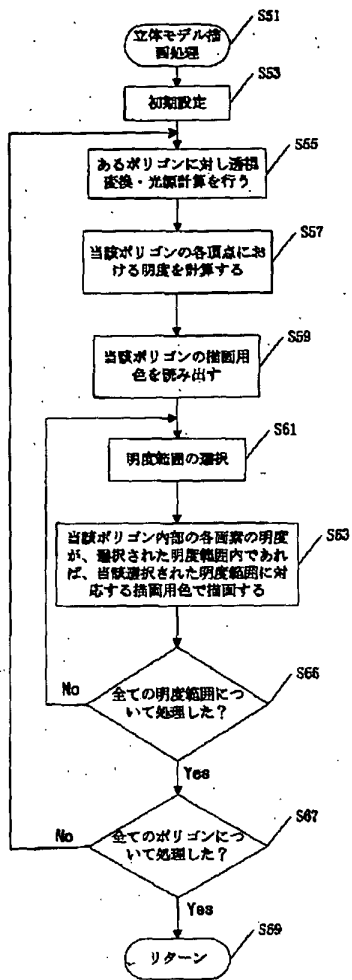 S51
立体モデル描
画処理
S53
初期設定
S55
あるポリゴンに対し透視
変換・光源計算を行う
S57
当該ポリゴンの各頂点にお
ける明度を計算する
S59
当該ポリゴンの描画用
色を読み出す
S61
明度範囲の選択
S63
当該ポリゴン内部の各画素の明度
が、選択された明度範囲内であれ
ば、当該選択された明度範囲に対
応する描画用色で描画する
S65
No
全ての明度範囲につ
いて処理した？
Yes
S67
No
全てのポリゴンにつ
いて処理した？
Yes
S69
リターン